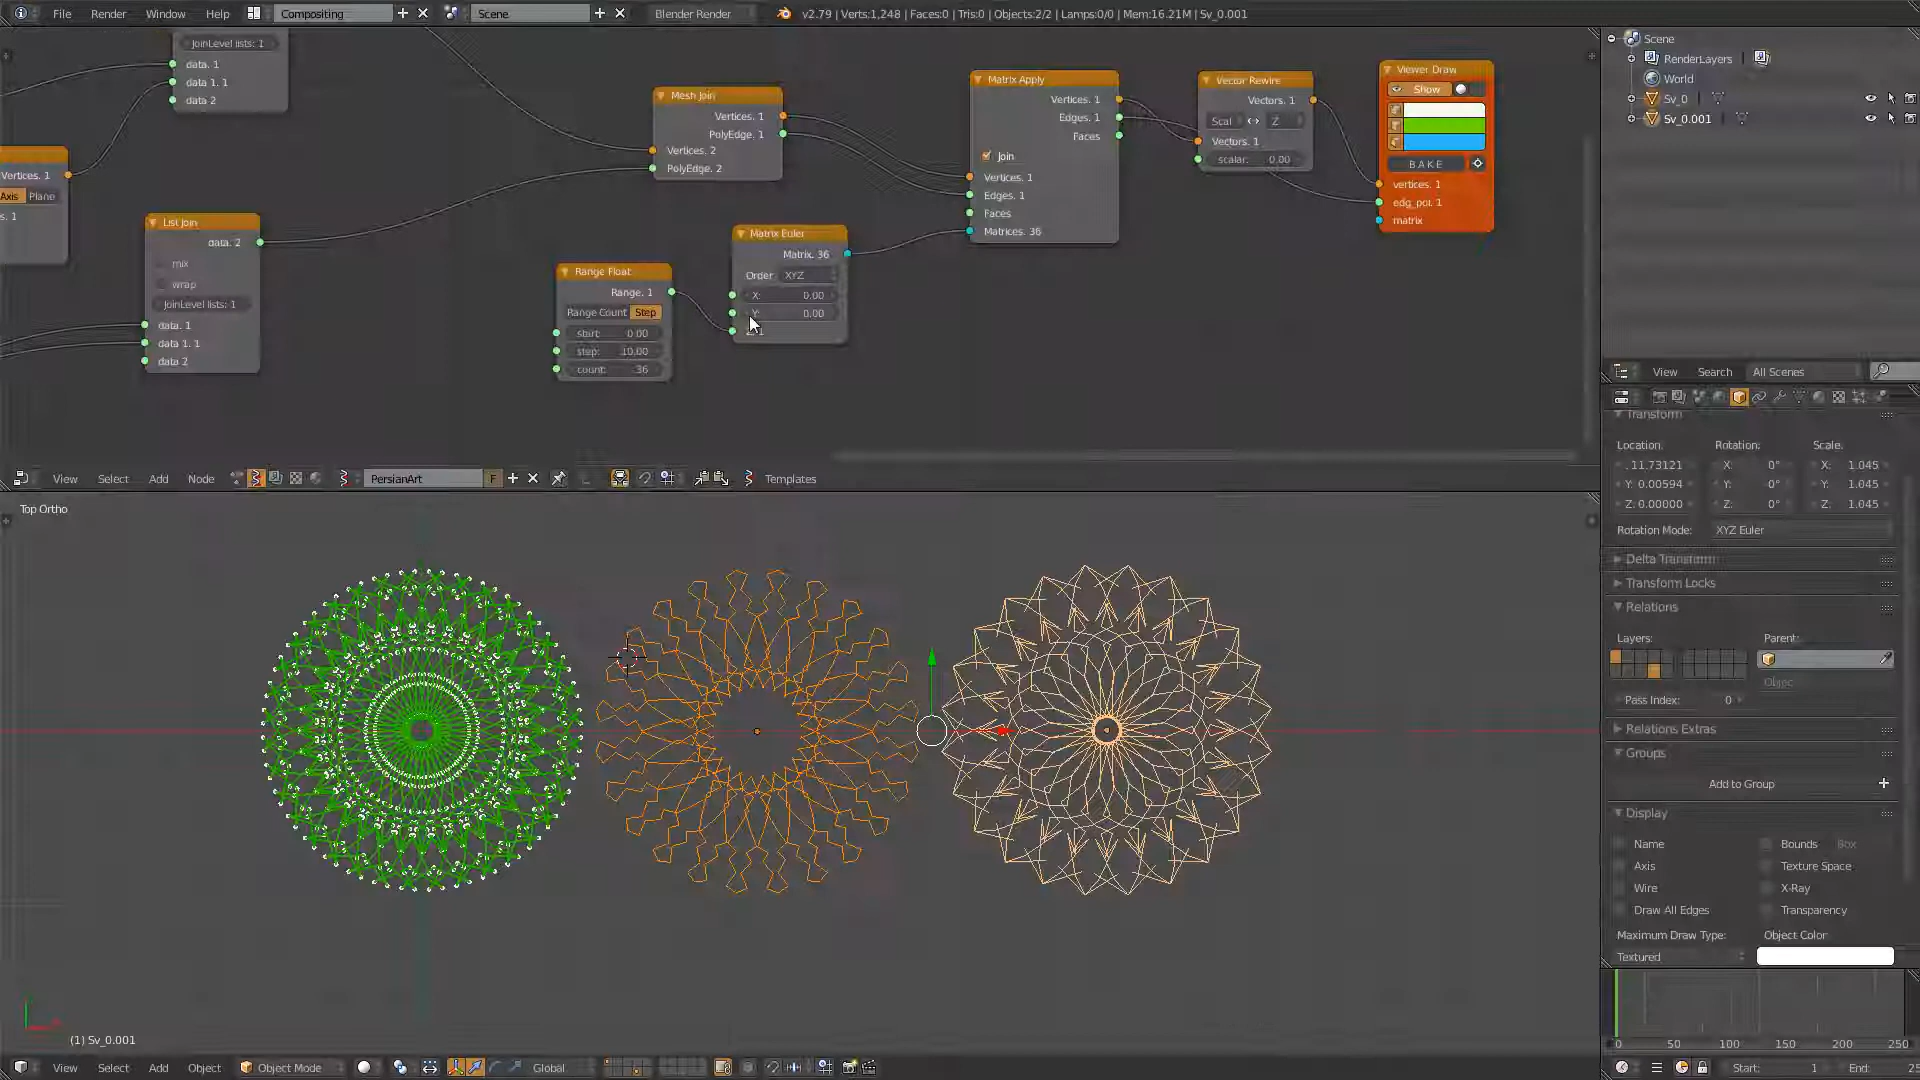 File Render Window Help Compositing Scene Blender Render v2.79 | Verts:1,248 | Faces:0 | Tris:0 | Objects:2/2 | Lamps:0/0 | Mem:16.21M | Sv_0.001
JoinLevel lists: 1
data. 1
data 1. 1
data 2
Vertices. 1
Axis Plane
s. 1
List Join
data. 2
mix
wrap
JoinLevel lists: 1
data. 1
data 1. 1
data 2
Mesh Join
Vertices. 1
PolyEdge. 1
Vertices. 2
PolyEdge. 2
Range Float
Range. 1
Range Count Step
start: 0.00
step: 10.00
count: 36
Matrix Euler
Matrix. 36
Order XYZ
X: 0.00
Y: 0.00
Matrix Apply
Vertices. 1
Edges. 1
Faces
Join
Vertices. 1
Edges. 1
Faces
Matrices. 36
Vector Rewire
Vectors. 1
Scal Z
Vectors. 1
scalar: 0.00
Viewer Draw
Show
BAKE
vertices. 1
edg_pol. 1
matrix
Scene
RenderLayers
World
Sv_0
Sv_0.001
View Search All Scenes
View Select Add Node PersianArt F Templates
Transform
Location: Rotation: Scale:
. 11.73121 X: 0° X: 1.045
Y: 0.00594 Y: 0° Y: 1.045
Z: 0.00000 Z: 0° Z: 1.045
Rotation Mode: XYZ Euler
Delta Transform
Transform Locks
Relations
Layers: Parent:
Objec
Pass Index: 0
Relations Extras
Groups
Add to Group
Display
Name Bounds Box
Axis Texture Space
Wire X-Ray
Draw All Edges Transparency
Maximum Draw Type: Object Color:
Textured
Top Ortho
(1) Sv_0.001
0 50 100 150 200 250
View Select Add Object Object Mode Global Start: 1 End: 25